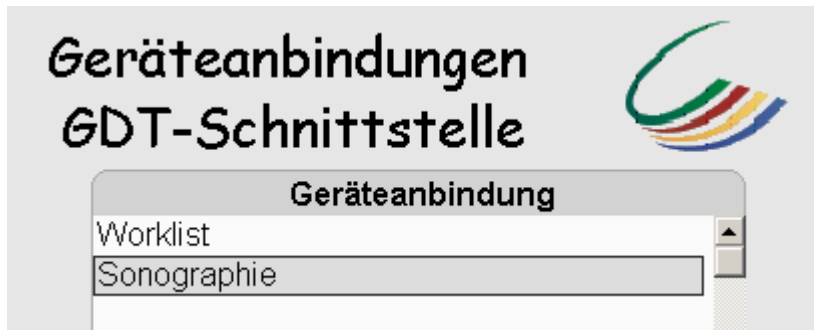 Geräteanbindungen
GDT-Schnittstelle
Geräteanbindung
Worklist
Sonographie